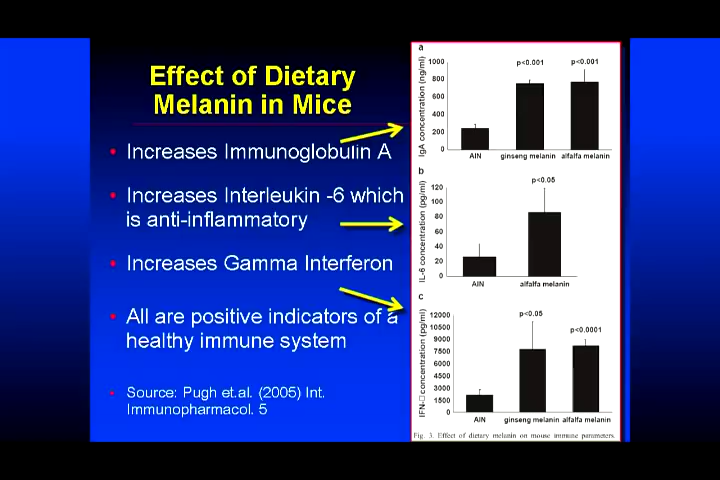 Effect of Dietary
Melanin in Mice
• Increases Immunoglobulin A
• Increases Interleukin -6 which
is anti-inflammatory
• Increases Gamma Interferon
• All are positive indicators of a
healthy immune system
• Source: Pugh et.al. (2005) Int.
Immunopharmacol. 5
a
IgA concentration (ng/ml)
1000
800
600
400
200
0
p<0.001
p<0.001
AIN
ginseng melanin
alfalfa melanin
b
IL-6 concentration (pg/ml)
120
100
80
60
40
20
0
p<0.05
AIN
alfalfa melanin
c
IFN-□ concentration (pg/ml)
12000
10500
9000
7500
6000
4500
3000
1500
0
p<0.05
p<0.0001
AIN
ginseng melanin
alfalfa melanin
Fig. 3. Effect of dietary melanin on mouse immune parameters.